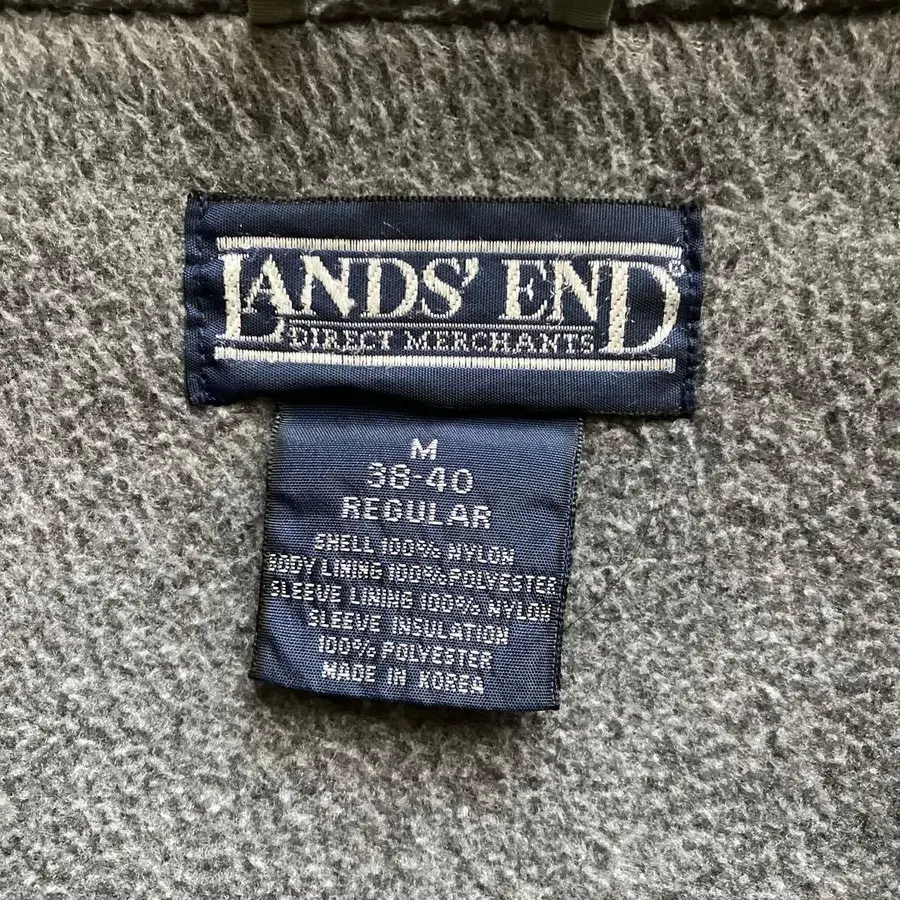 LANDS' END®
DIRECT MERCHANTS
M
38-40
REGULAR
SHELL 100% NYLON
BODY LINING 100% POLYESTER
SLEEVE LINING 100% NYLON
SLEEVE INSULATION
100% POLYESTER
MADE IN KOREA